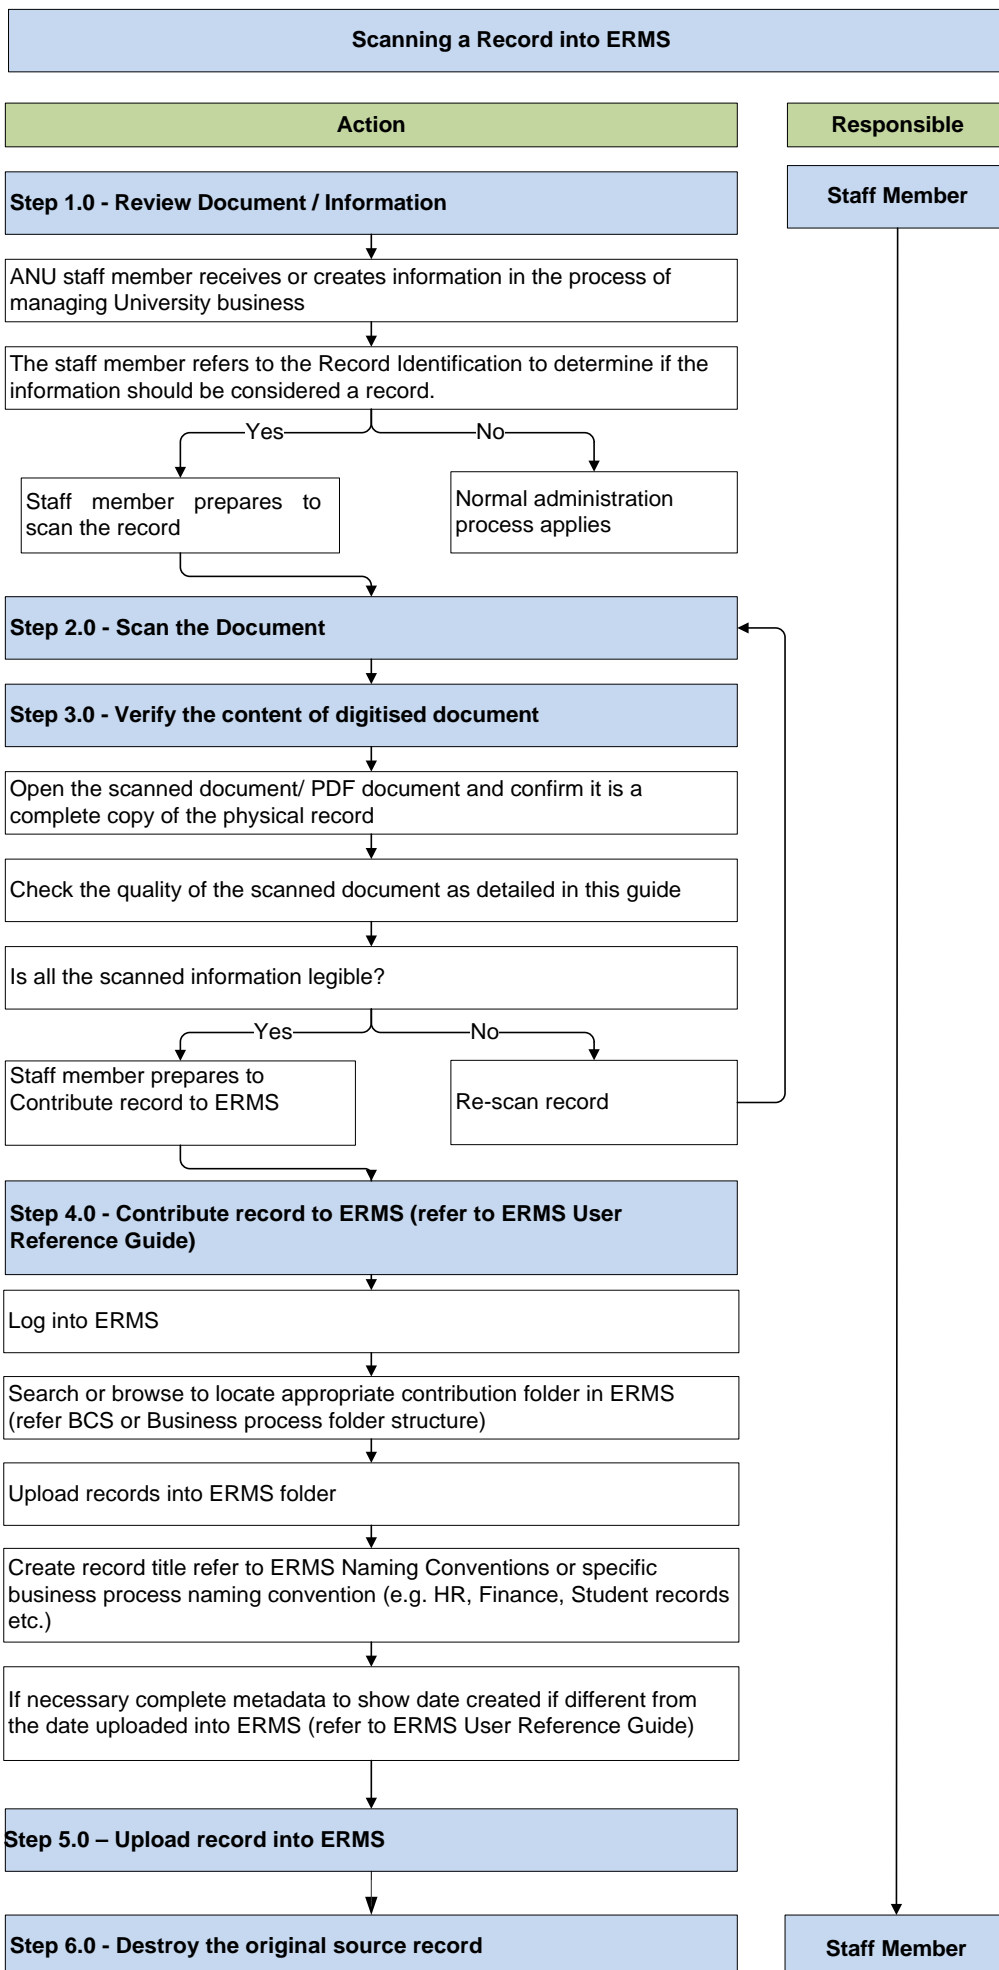 Scanning a Record into ERMS
Action
Responsible
Step 1.0 - Review Document / Information
Staff Member
ANU staff member receives or creates information in the process of
managing University business
The staff member refers to the Record Identification to determine if the
information should be considered a record.
Yes
No
Staff member prepares to
scan the record
Normal administration
process applies
Step 2.0 - Scan the Document
Step 3.0 - Verify the content of digitised document
Open the scanned document/ PDF document and confirm it is a
complete copy of the physical record
Check the quality of the scanned document as detailed in this guide
Is all the scanned information legible?
Yes
No
Staff member prepares to
Contribute record to ERMS
Re-scan record
Step 4.0 - Contribute record to ERMS (refer to ERMS User
Reference Guide)
Log into ERMS
Search or browse to locate appropriate contribution folder in ERMS
(refer BCS or Business process folder structure)
Upload records into ERMS folder
Create record title refer to ERMS Naming Conventions or specific
business process naming convention (e.g. HR, Finance, Student records
etc.)
If necessary complete metadata to show date created if different from
the date uploaded into ERMS (refer to ERMS User Reference Guide)
Step 5.0 – Upload record into ERMS
Step 6.0 - Destroy the original source record
Staff Member